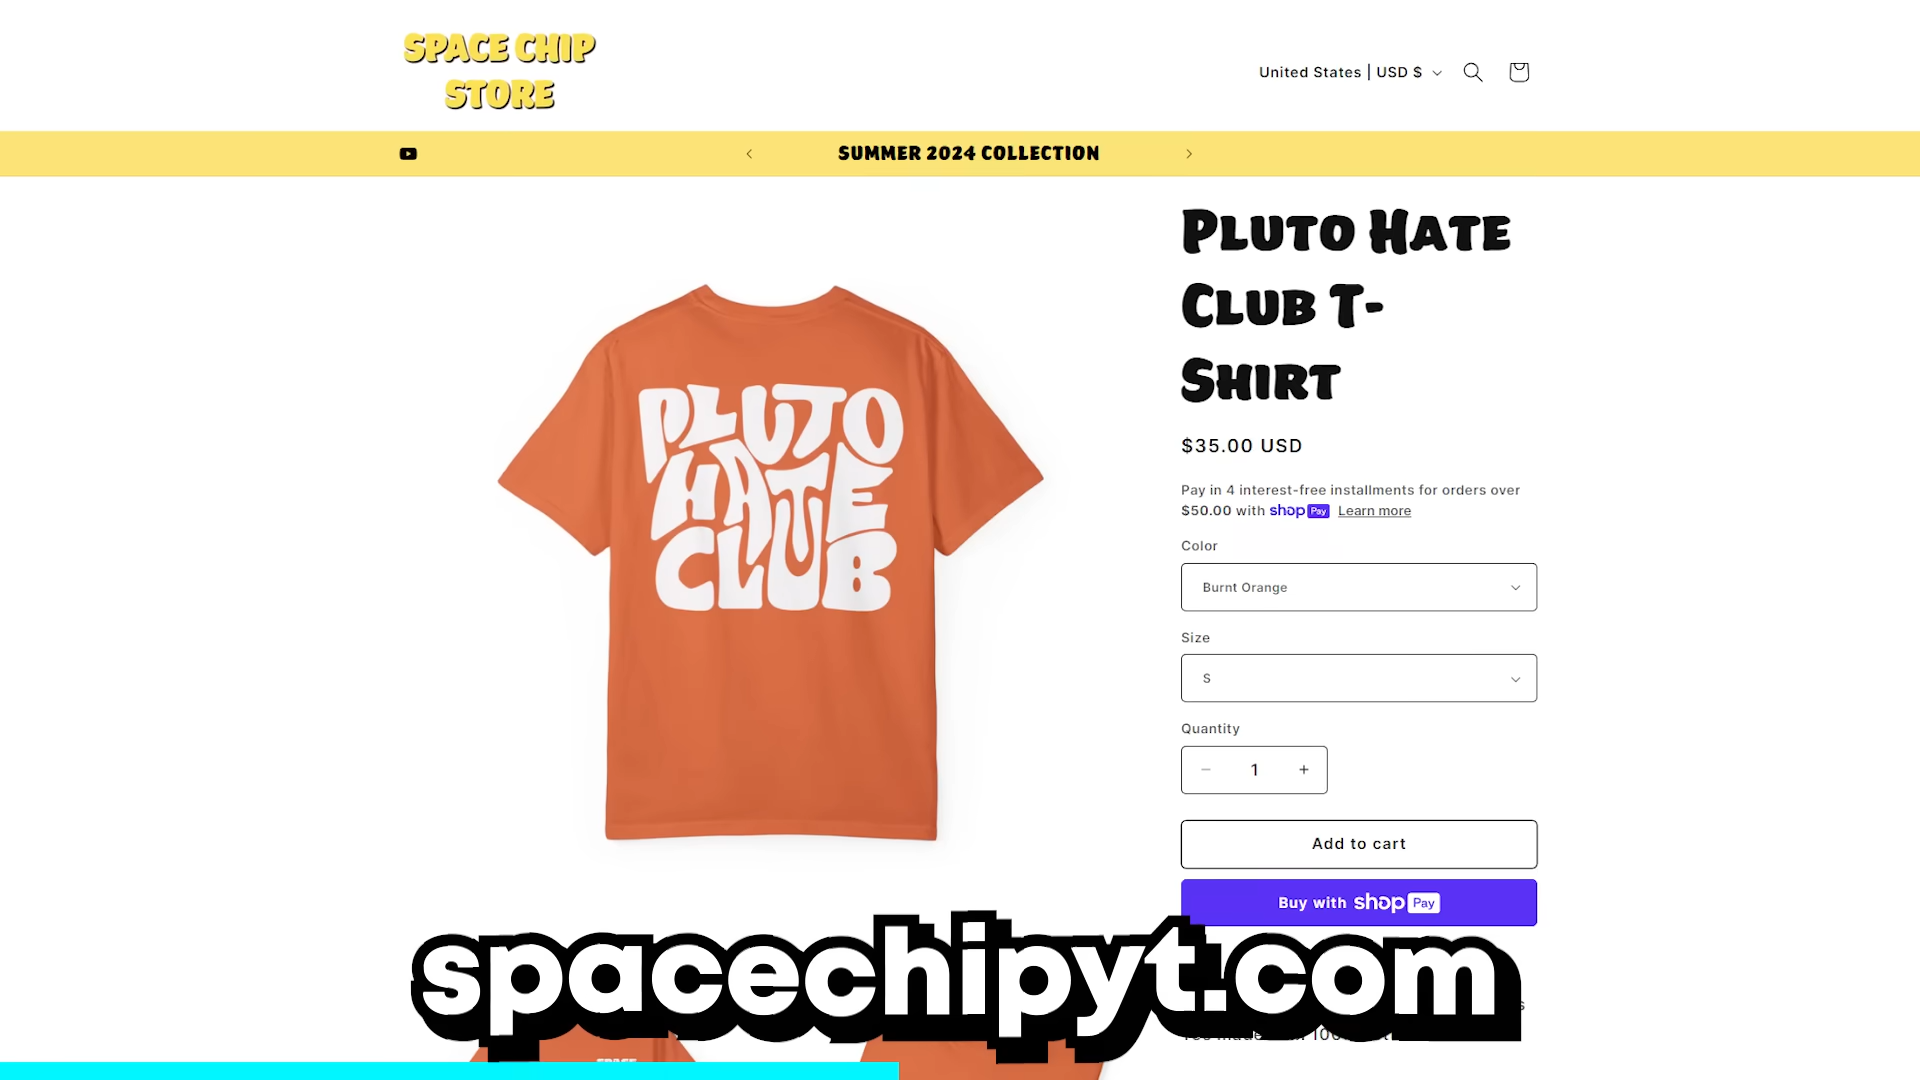 SPACE CHIP
STORE
United States | USD $
SUMMER 2024 COLLECTION
PLUTO HATE
CLUB T-
SHIRT
PLUTO
HATE
CLUB
$35.00 USD
Pay in 4 interest-free installments for orders over
$50.00 with shop Pay Learn more
Color
Burnt Orange
Size
S
Quantity
− 1 +
Add to cart
Buy with shop Pay
spacechipyt.com
SPACE